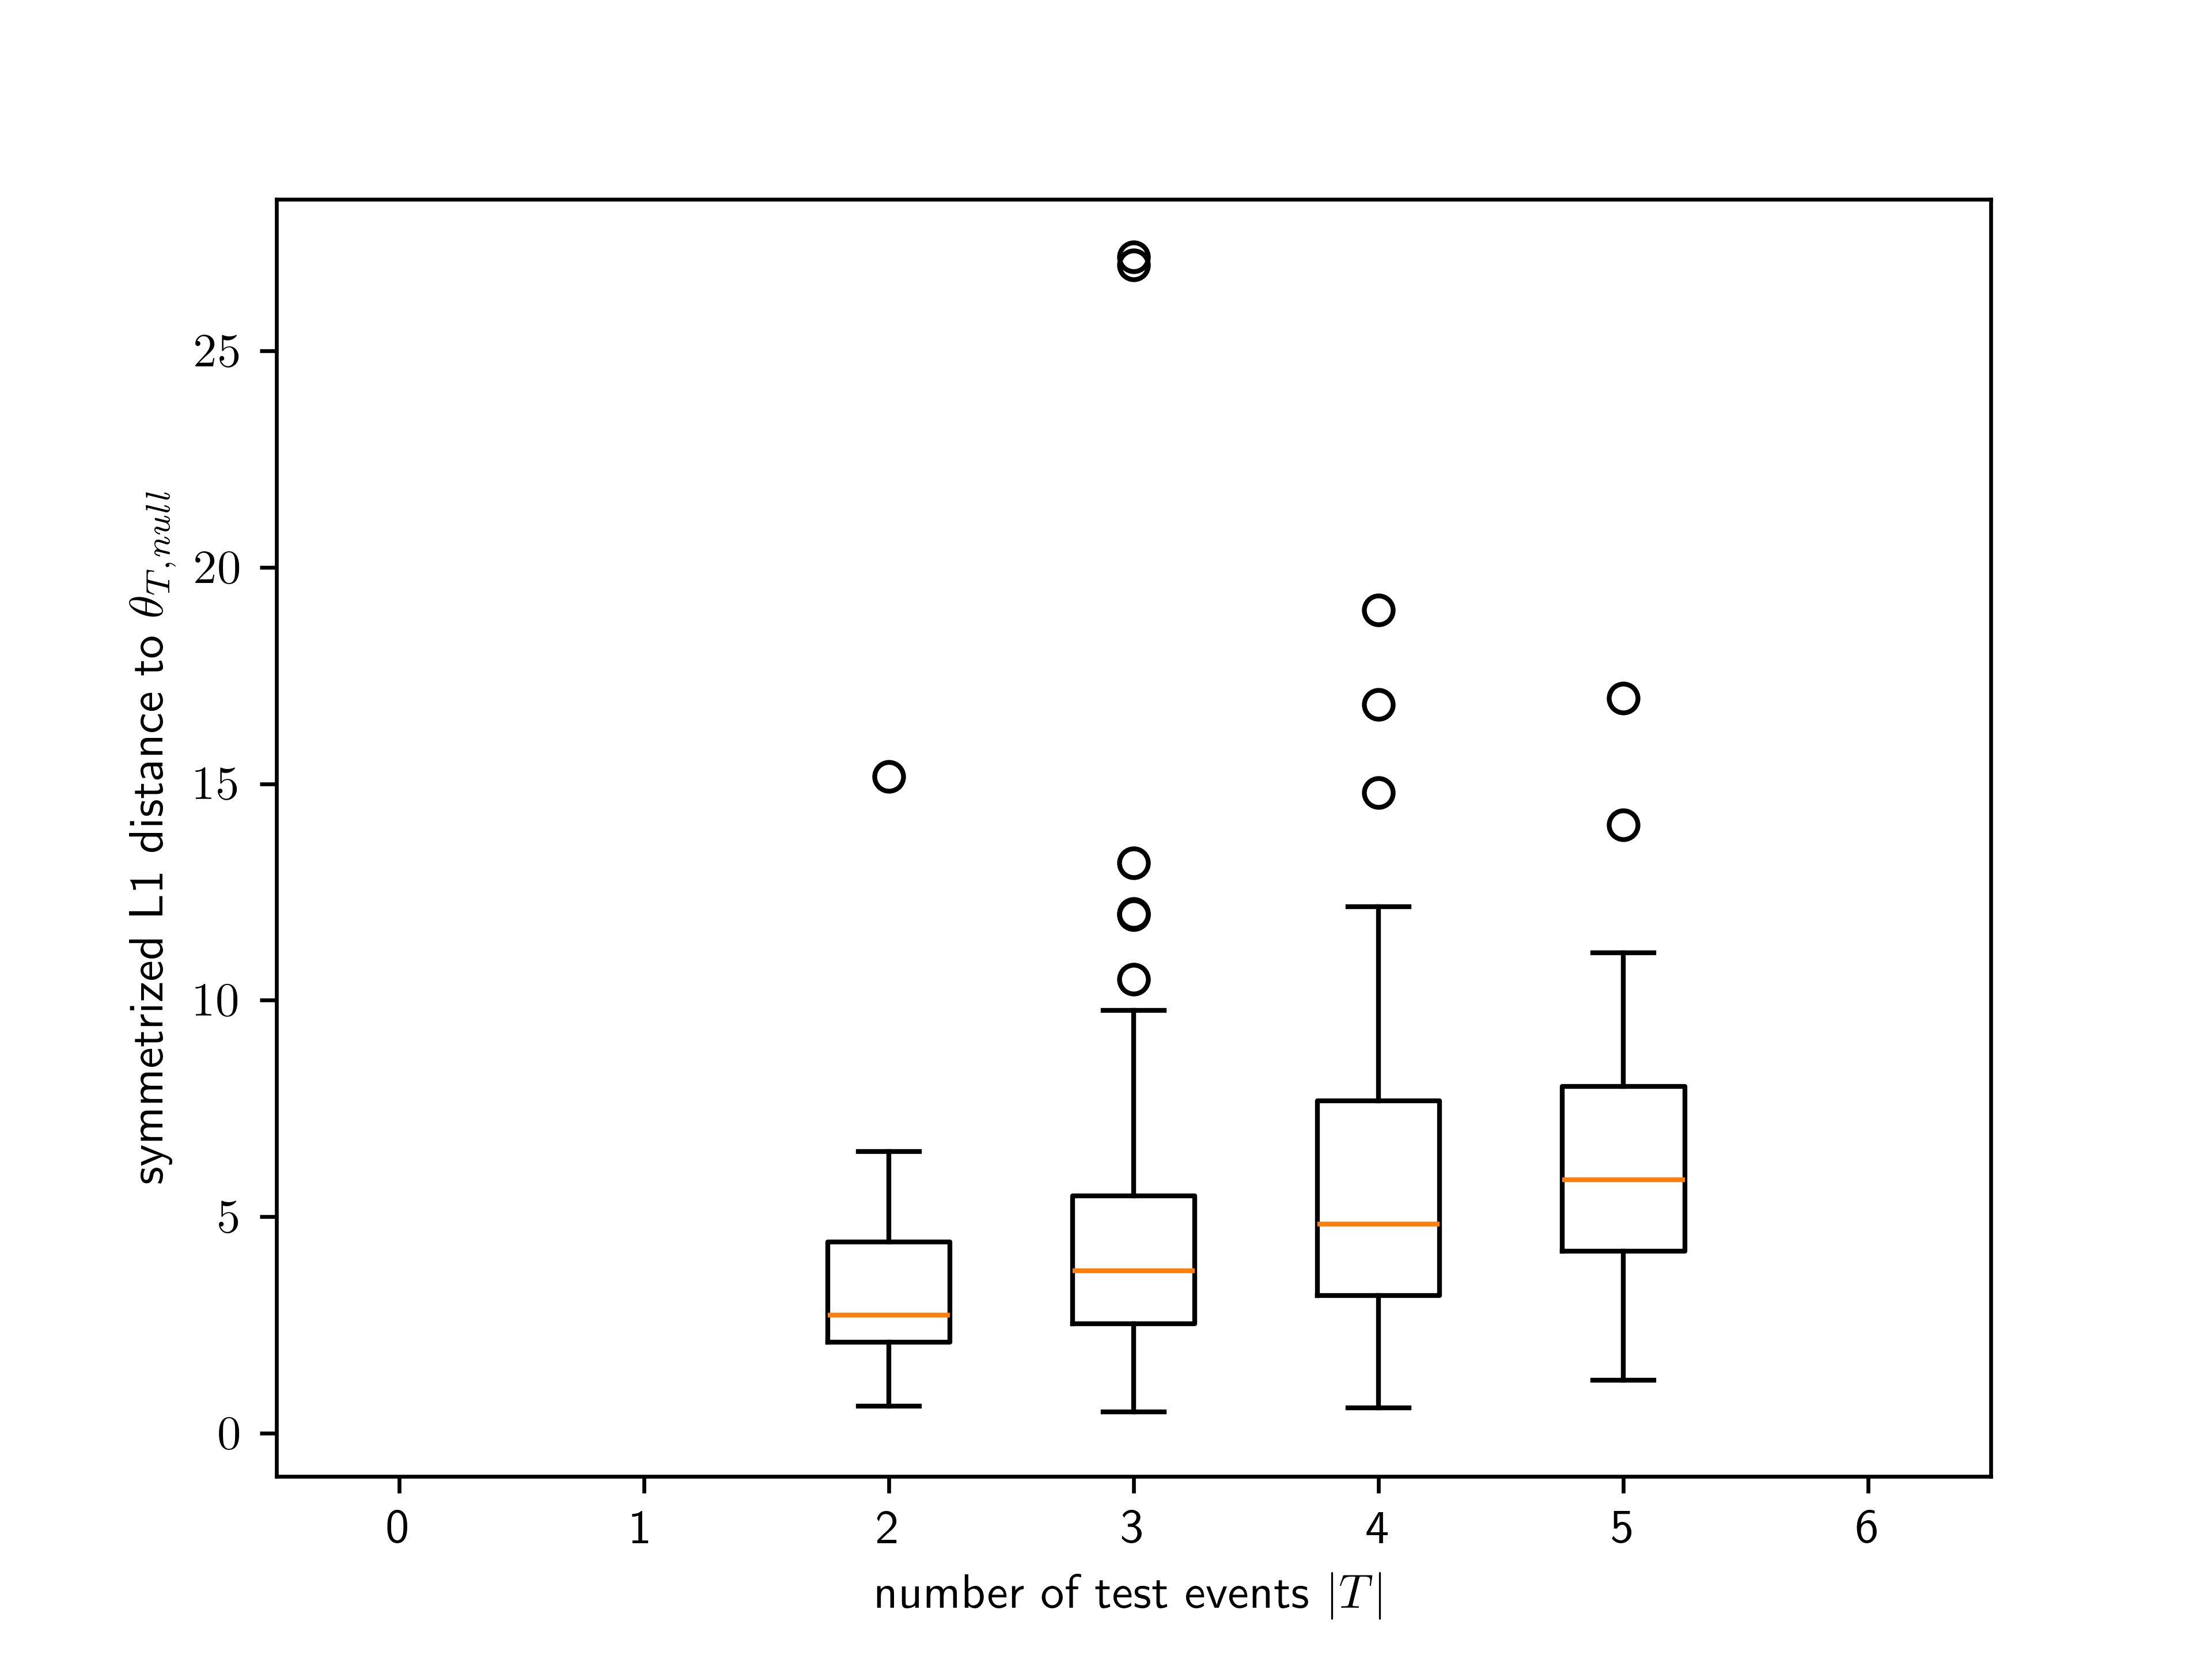 symmetrized L1 distance to θ_{T,null}
25
20
15
10
5
0
0 1 2 3 4 5 6
number of test events |T|